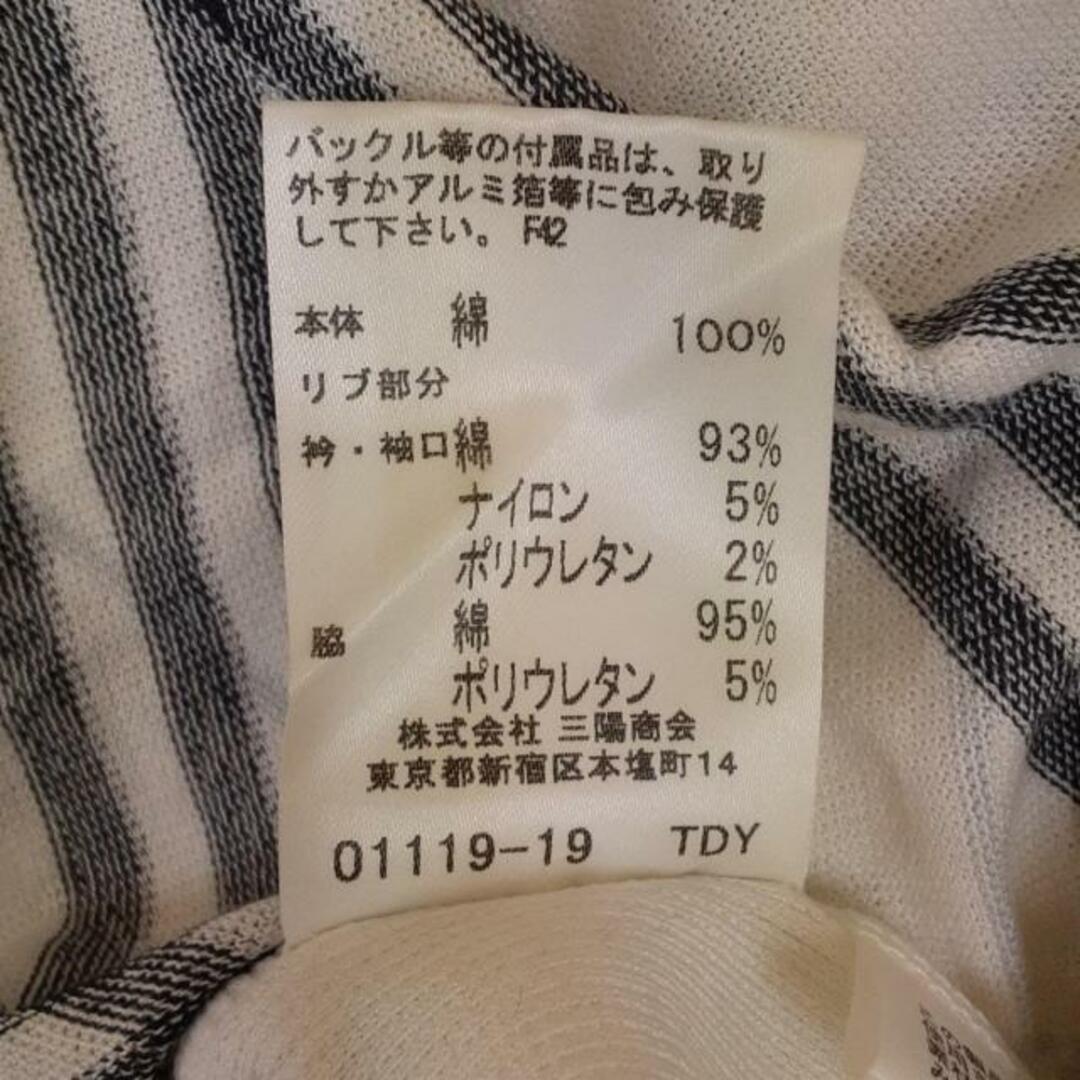 バックル等の付属品は、取り
外すかアルミ箔等に包み保護
して下さい。 F42
本体 綿 100%
リブ部分
衿・袖口綿 93%
ナイロン 5%
ポリウレタン 2%
脇 綿 95%
ポリウレタン 5%
株式会社 三陽商会
東京都新宿区本塩町14
01119-19 TDY